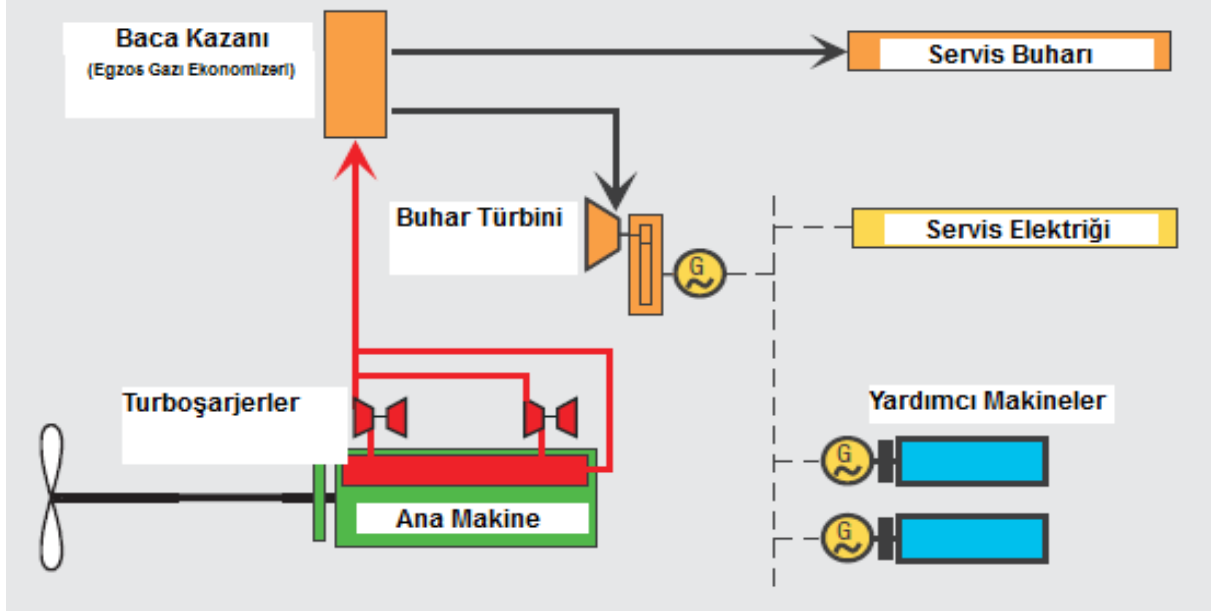 Baca Kazanı
(Egzos Gazı Ekonomizeri)
Servis Buharı
Buhar Türbini
Servis Elektriği
G
Turboşarjerler
Yardımcı Makineler
G
Ana Makine
G